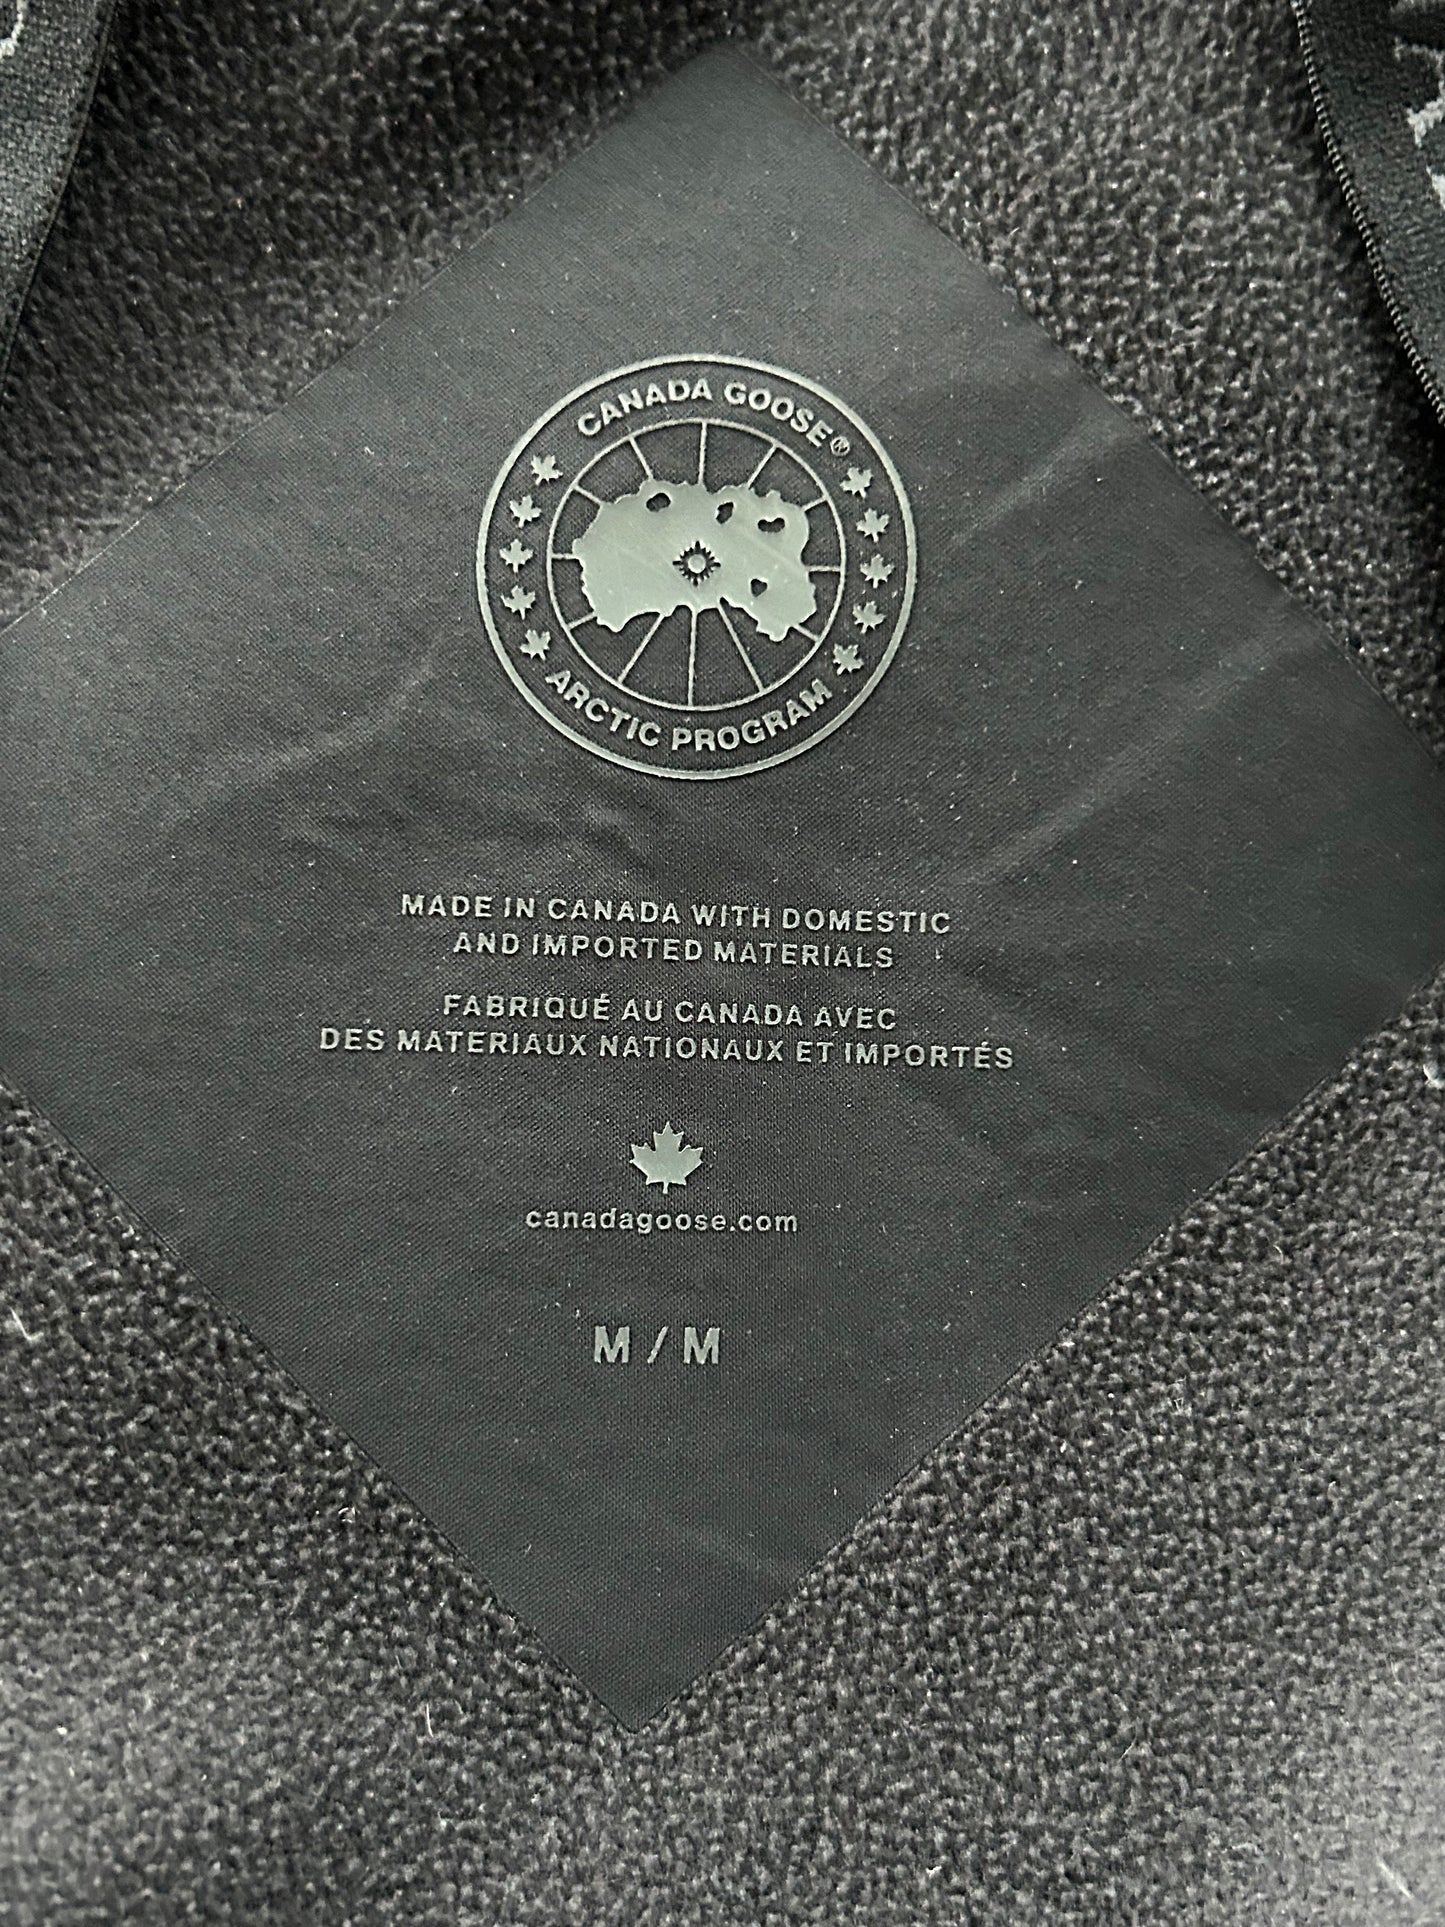 CANADA GOOSE®
ARCTIC PROGRAM
MADE IN CANADA WITH DOMESTIC
AND IMPORTED MATERIALS
FABRIQUÉ AU CANADA AVEC
DES MATERIAUX NATIONAUX ET IMPORTÉS
canadagoose.com
M / M